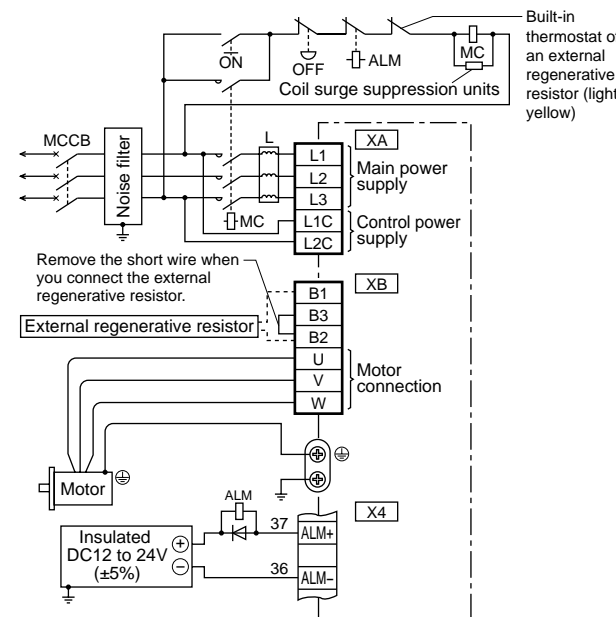 Built-in
thermostat of
an external
regenerative
resistor (light
yellow)
ON
OFF
ALM
MC
Coil surge suppression units
MCCB
Noise filter
L
MC
XA
L1
L2
L3
L1C
L2C
Main power
supply
Control power
supply
Remove the short wire when
you connect the external
regenerative resistor.
External regenerative resistor
XB
B1
B3
B2
U
V
W
Motor
connection
Motor
ALM
X4
37
ALM+
36
ALM−
Insulated
DC12 to 24V
(±5%)
+
−